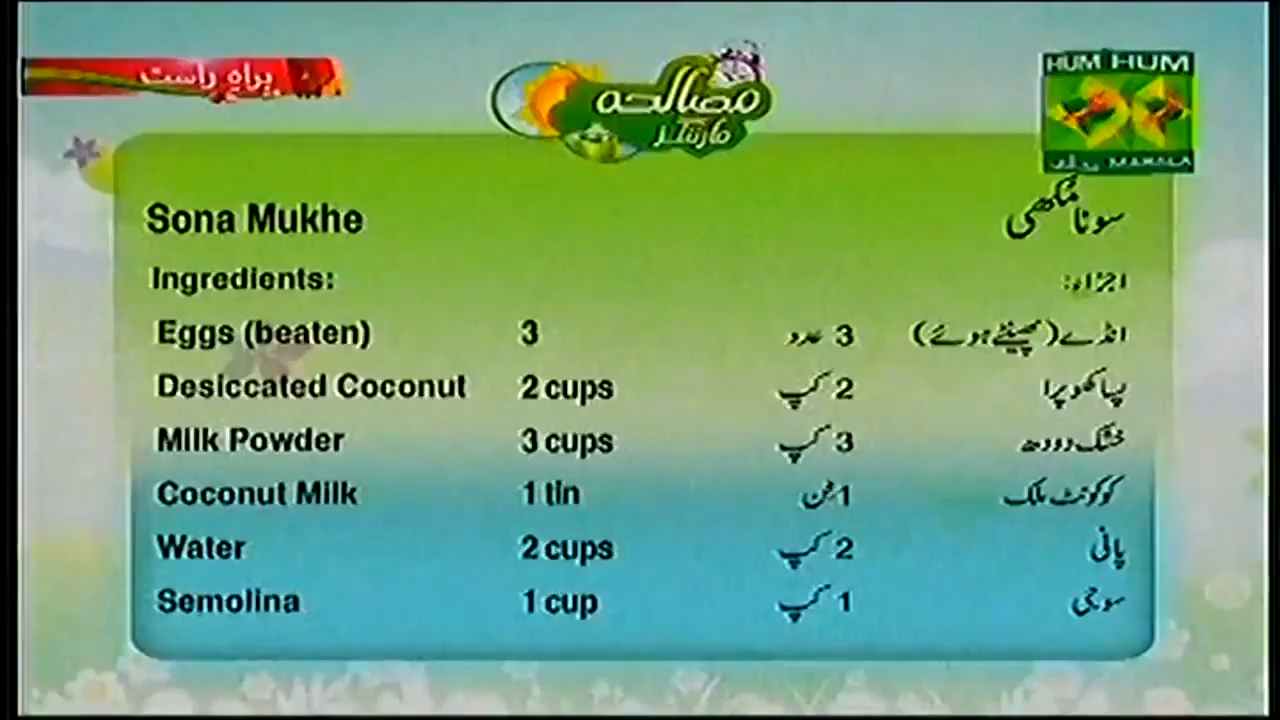 براہِ راست
مصالحہ
مارننگز
HUM HUM
MASALA
Sona Mukhe سونا مکھی
Ingredients: اجزاء:
Eggs (beaten) 3 3 عدد انڈے (پھینٹے ہوئے)
Desiccated Coconut 2 cups 2 کپ پسا کھوپرا
Milk Powder 3 cups 3 کپ خشک دودھ
Coconut Milk 1 tin 1 ٹن کوکونٹ ملک
Water 2 cups 2 کپ پانی
Semolina 1 cup 1 کپ سوجی